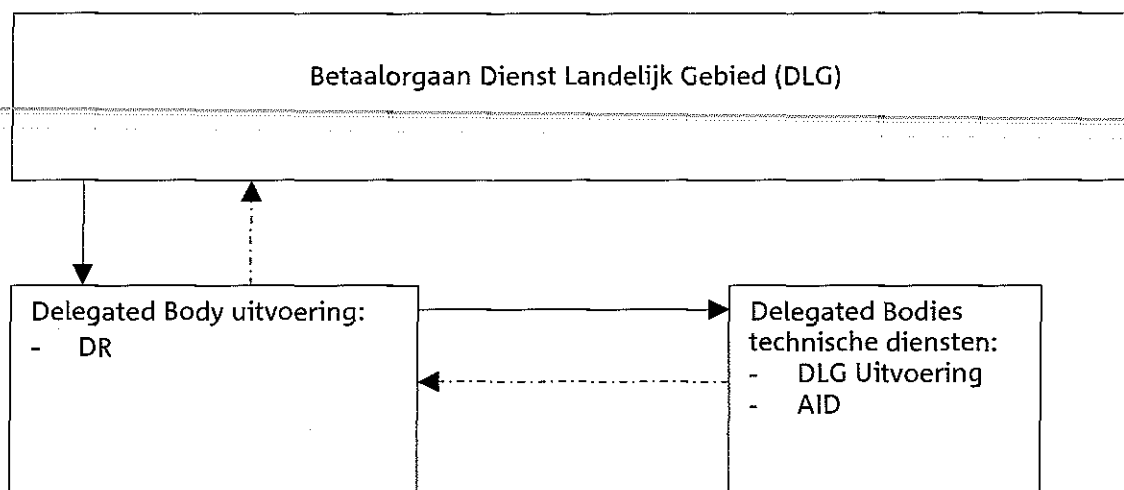 Betaalorgaan Dienst Landelijk Gebied (DLG)
Delegated Body uitvoering:
- DR
Delegated Bodies
technische diensten:
- DLG Uitvoering
- AID